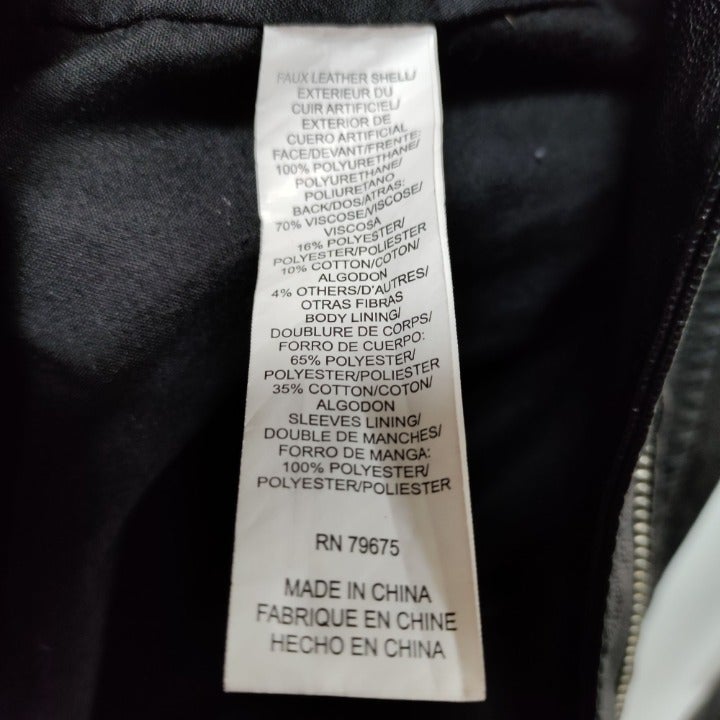 FAUX LEATHER SHELL/
EXTERIEUR DU
CUIR ARTIFICIEL/
EXTERIOR DE
CUERO ARTIFICIAL
FACE/DEVANT/FRENTE:
100% POLYURETHANE/
POLYURETHANE/
POLIURETANO
BACK/DOS/ATRAS:
70% VISCOSE/VISCOSE/
VISCOSA
16% POLYESTER/
POLYESTER/POLIESTER
10% COTTON/COTON/
ALGODON
4% OTHERS/D'AUTRES/
OTRAS FIBRAS
BODY LINING/
DOUBLURE DE CORPS/
FORRO DE CUERPO:
65% POLYESTER/
POLYESTER/POLIESTER
35% COTTON/COTON/
ALGODON
SLEEVES LINING/
DOUBLE DE MANCHES/
FORRO DE MANGA:
100% POLYESTER/
POLYESTER/POLIESTER
RN 79675
MADE IN CHINA
FABRIQUE EN CHINE
HECHO EN CHINA